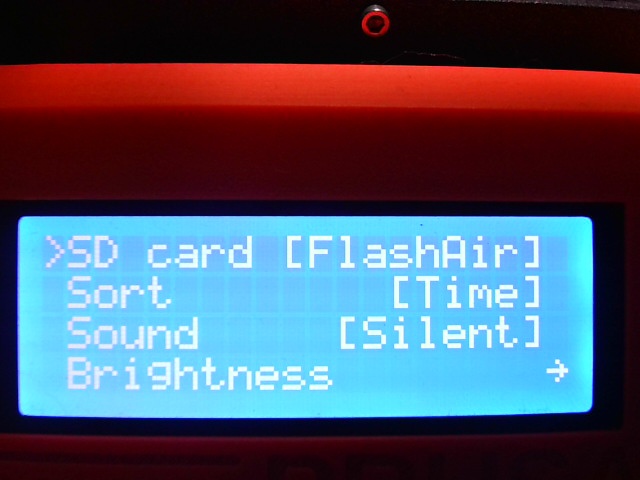 >SD card [FlashAir]
Sort [Time]
Sound [Silent]
Brightness →